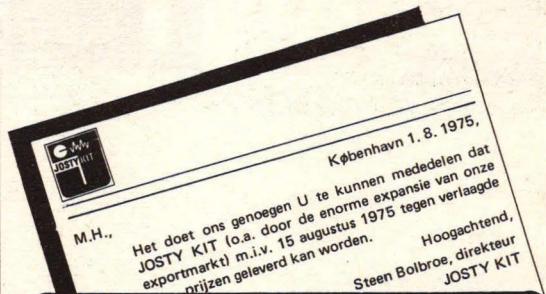 JOSTY KIT
København 1. 8. 1975,
M.H.,
Het doet ons genoegen U te kunnen mededelen dat
JOSTY KIT (o.a. door de enorme expansie van onze
exportmarkt) m.i.v. 15 augustus 1975 tegen verlaagde
prijzen geleverd kan worden.
Hoogachtend,
Steen Bolbroe, direkteur
JOSTY KIT